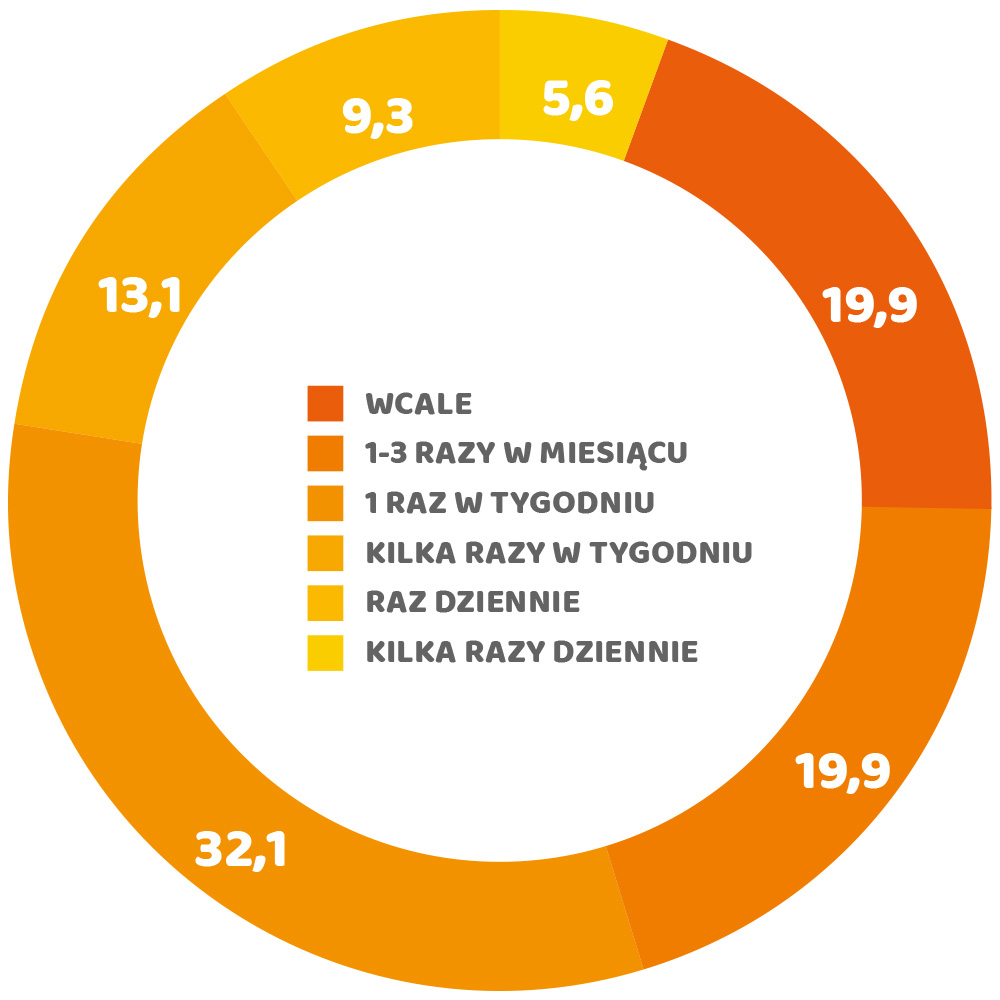 5,6
9,3
13,1
19,9
WCALE
1-3 RAZY W MIESIĄCU
1 RAZ W TYGODNIU
KILKA RAZY W TYGODNIU
RAZ DZIENNIE
KILKA RAZY DZIENNIE
19,9
32,1